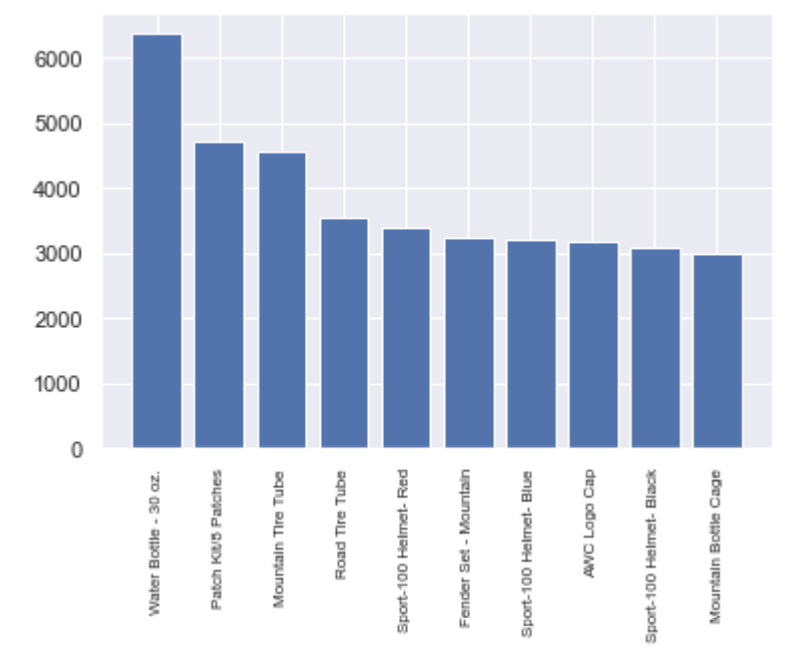 6000
5000
4000
3000
2000
1000
0
Water Bottle - 30 oz.
Patch Kit/8 Patches
Mountain Tire Tube
Road Tire Tube
Sport-100 Helmet- Red
Fender Set - Mountain
Sport-100 Helmet- Blue
AWC Logo Cap
Sport-100 Helmet- Black
Mountain Bottle Cage